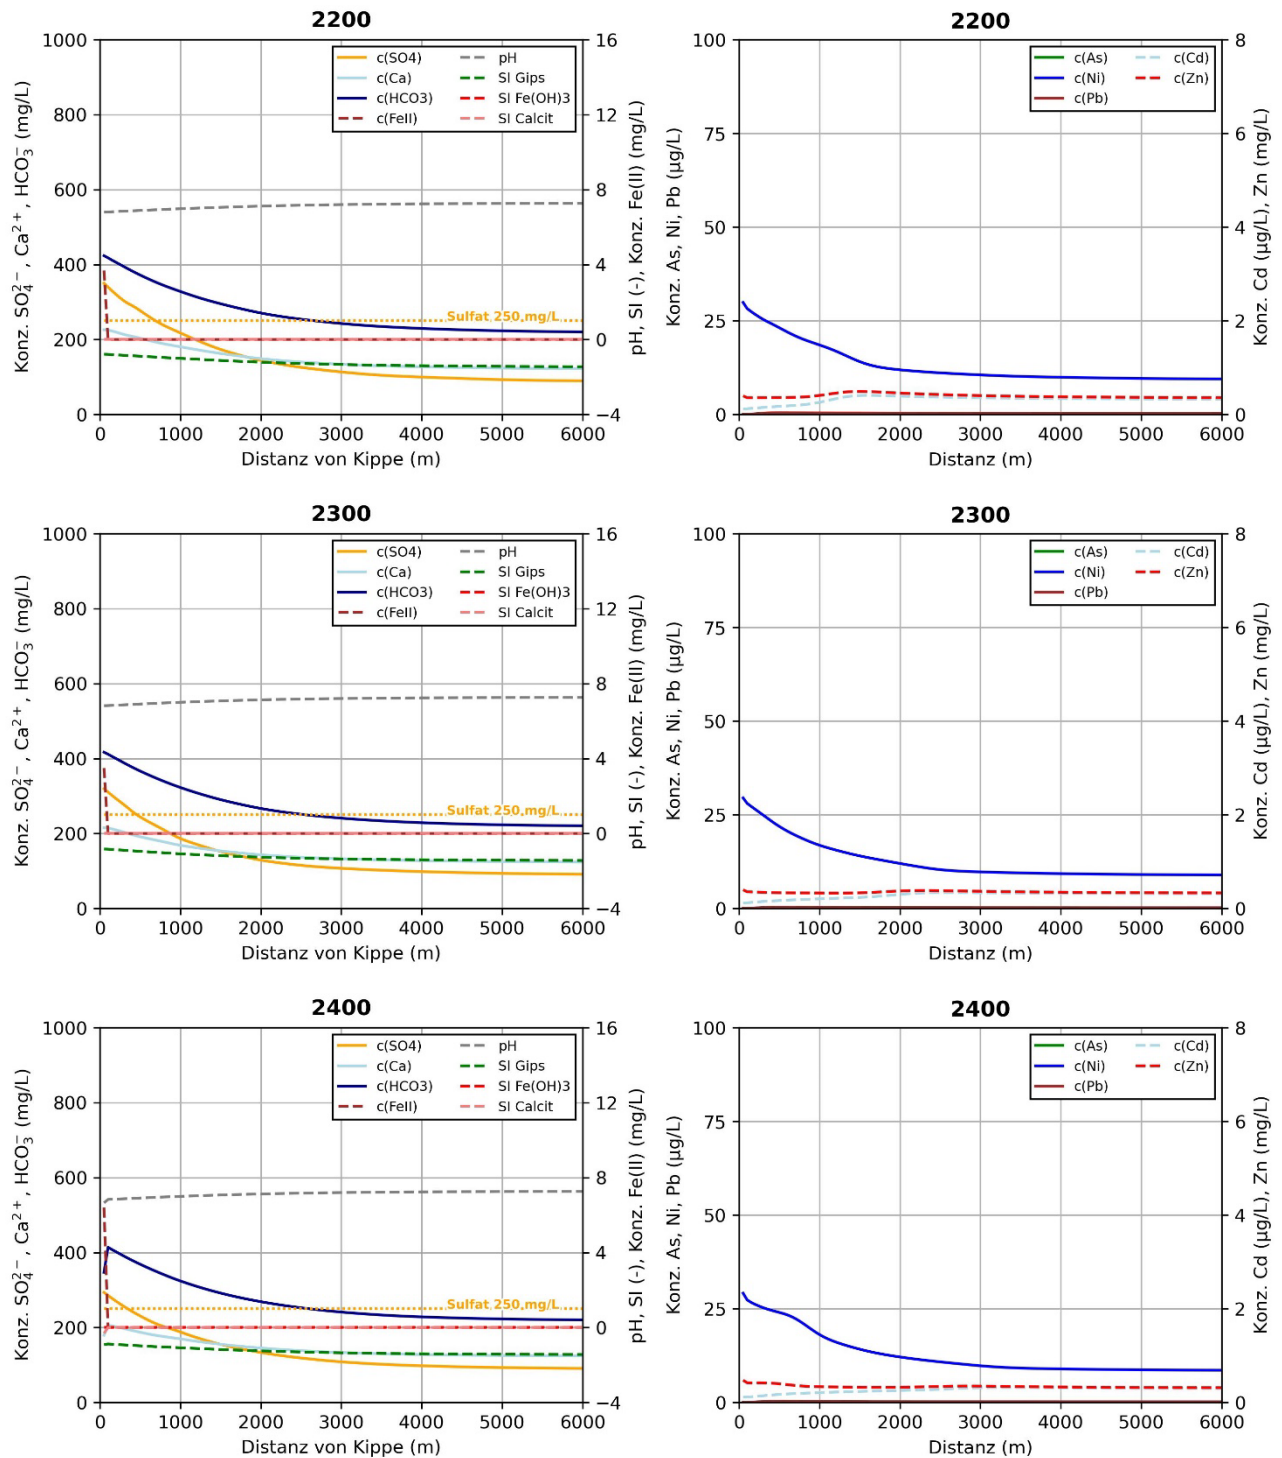 2200
1000
800
600
400
200
0
16
12
8
4
0
−4
0 1000 2000 3000 4000 5000 6000
Konz. SO₄²⁻, Ca²⁺, HCO₃⁻ (mg/L)
pH, SI (-), Konz. Fe(II) (mg/L)
Distanz von Kippe (m)
c(SO4) pH
c(Ca) SI Gips
c(HCO3) SI Fe(OH)3
c(FeII) SI Calcit
Sulfat 250 mg/L
2200
100
75
50
25
0
8
6
4
2
0
0 1000 2000 3000 4000 5000 6000
Konz. As, Ni, Pb (µg/L)
Konz. Cd (µg/L), Zn (mg/L)
Distanz (m)
c(As) c(Cd)
c(Ni) c(Zn)
c(Pb)
2300
1000
800
600
400
200
0
16
12
8
4
0
−4
0 1000 2000 3000 4000 5000 6000
Konz. SO₄²⁻, Ca²⁺, HCO₃⁻ (mg/L)
pH, SI (-), Konz. Fe(II) (mg/L)
Distanz von Kippe (m)
c(SO4) pH
c(Ca) SI Gips
c(HCO3) SI Fe(OH)3
c(FeII) SI Calcit
Sulfat 250 mg/L
2300
100
75
50
25
0
8
6
4
2
0
0 1000 2000 3000 4000 5000 6000
Konz. As, Ni, Pb (µg/L)
Konz. Cd (µg/L), Zn (mg/L)
Distanz (m)
c(As) c(Cd)
c(Ni) c(Zn)
c(Pb)
2400
1000
800
600
400
200
0
16
12
8
4
0
−4
0 1000 2000 3000 4000 5000 6000
Konz. SO₄²⁻, Ca²⁺, HCO₃⁻ (mg/L)
pH, SI (-), Konz. Fe(II) (mg/L)
Distanz von Kippe (m)
c(SO4) pH
c(Ca) SI Gips
c(HCO3) SI Fe(OH)3
c(FeII) SI Calcit
Sulfat 250 mg/L
2400
100
75
50
25
0
8
6
4
2
0
0 1000 2000 3000 4000 5000 6000
Konz. As, Ni, Pb (µg/L)
Konz. Cd (µg/L), Zn (mg/L)
Distanz (m)
c(As) c(Cd)
c(Ni) c(Zn)
c(Pb)